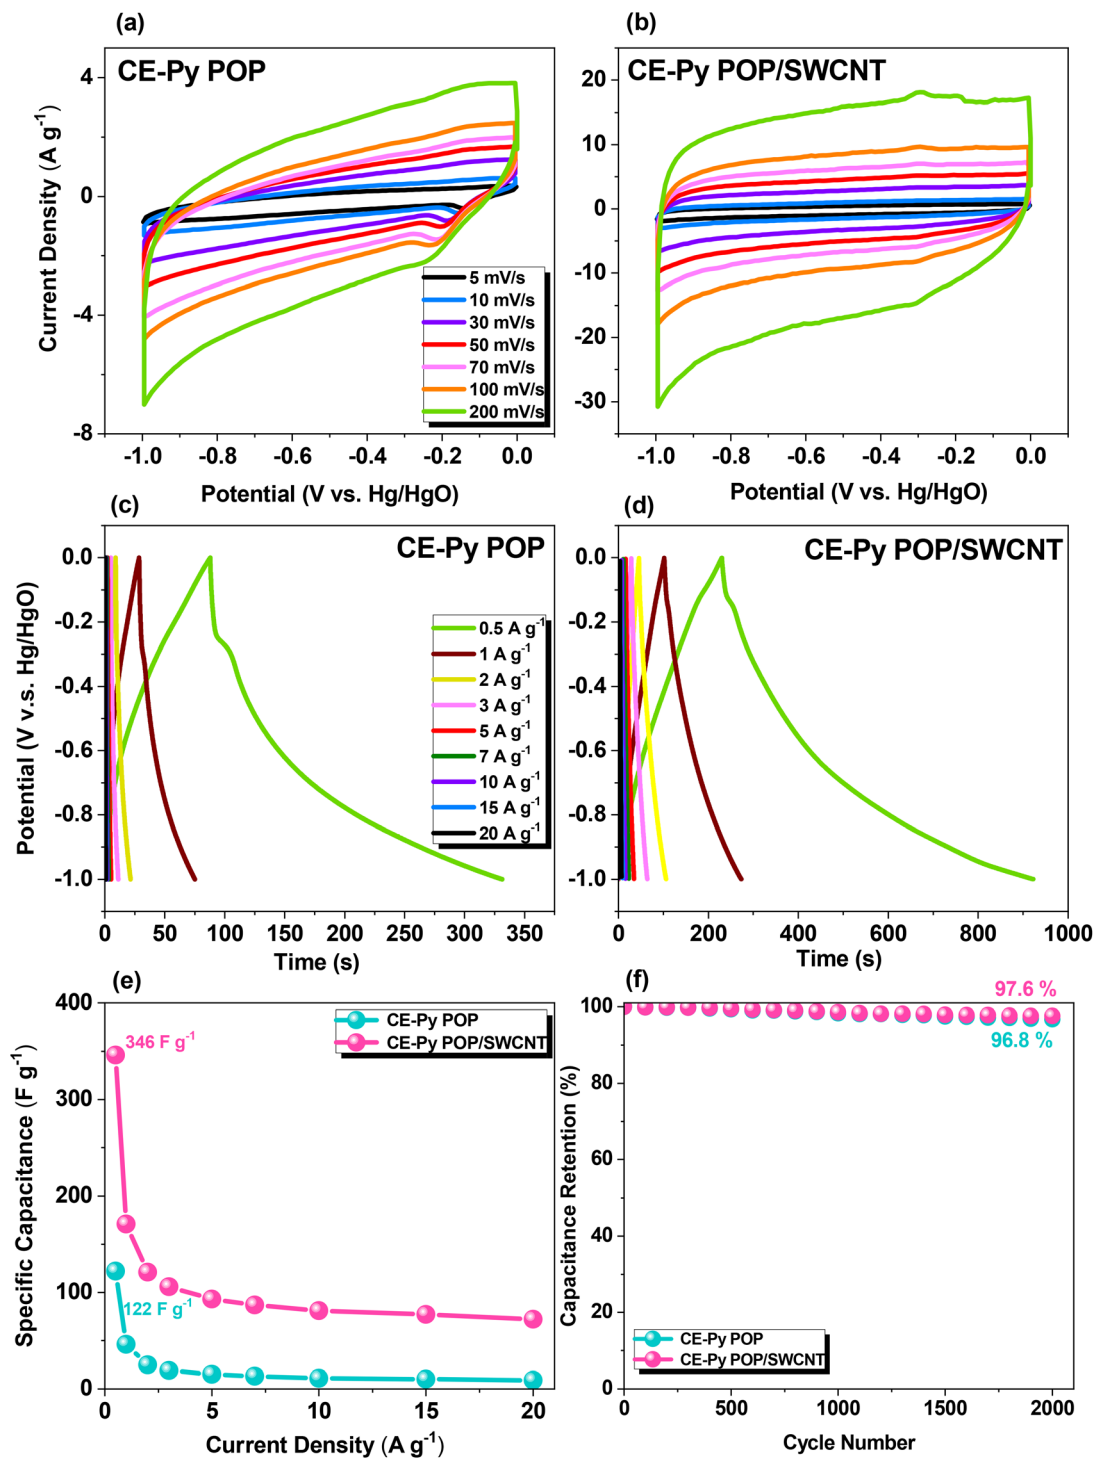 (a)
CE-Py POP
4
0
-4
-8
Current Density (A g⁻¹)
5 mV/s
10 mV/s
30 mV/s
50 mV/s
70 mV/s
100 mV/s
200 mV/s
-1.0 -0.8 -0.6 -0.4 -0.2 0.0
Potential (V vs. Hg/HgO)
(b)
CE-Py POP/SWCNT
20
10
0
-10
-20
-30
-1.0 -0.8 -0.6 -0.4 -0.2 0.0
Potential (V vs. Hg/HgO)
(c)
CE-Py POP
0.0
-0.2
-0.4
-0.6
-0.8
-1.0
Potential (V v.s. Hg/HgO)
0.5 A g⁻¹
1 A g⁻¹
2 A g⁻¹
3 A g⁻¹
5 A g⁻¹
7 A g⁻¹
10 A g⁻¹
15 A g⁻¹
20 A g⁻¹
0 50 100 150 200 250 300 350
Time (s)
(d)
CE-Py POP/SWCNT
0.0
-0.2
-0.4
-0.6
-0.8
-1.0
0 200 400 600 800 1000
Time (s)
(e)
400
300
200
100
0
Specific Capacitance (F g⁻¹)
346 F g⁻¹
122 F g⁻¹
CE-Py POP
CE-Py POP/SWCNT
0 5 10 15 20
Current Density (A g⁻¹)
(f)
100
80
60
40
20
0
Capacitance Retention (%)
97.6 %
96.8 %
CE-Py POP
CE-Py POP/SWCNT
0 500 1000 1500 2000
Cycle Number